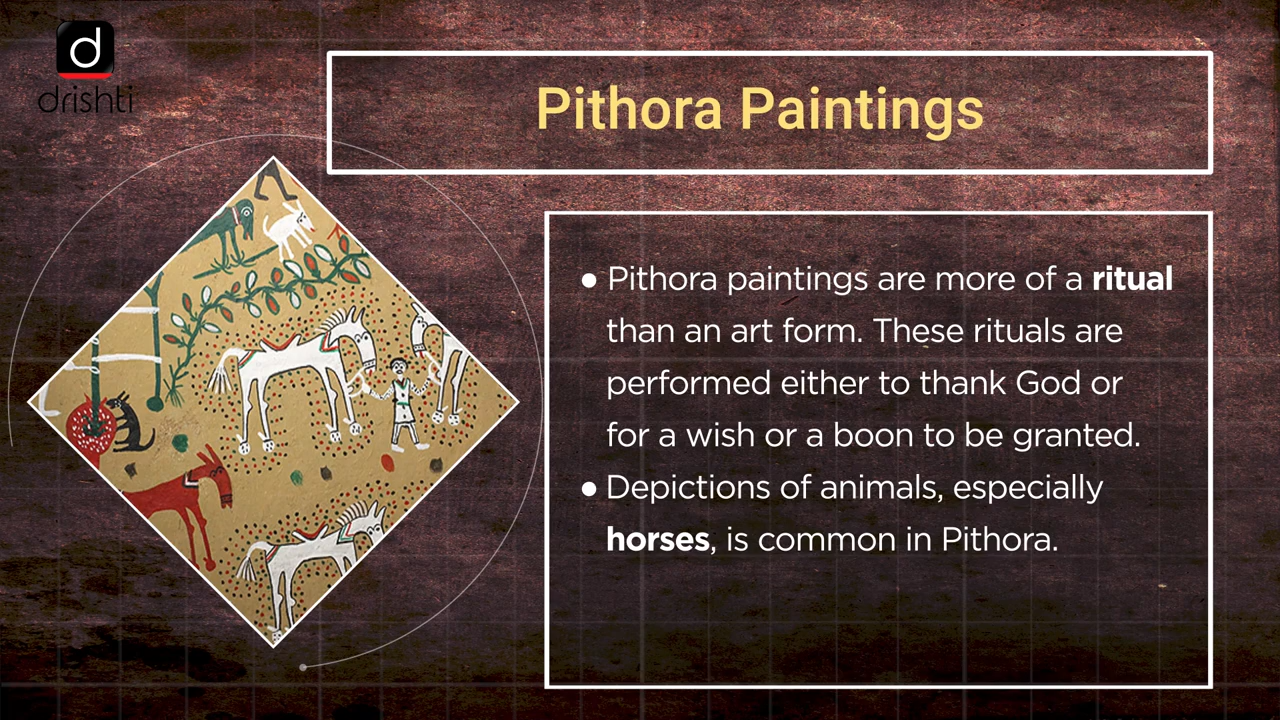 d
drishti
Pithora Paintings
● Pithora paintings are more of a ritual
than an art form. These rituals are
performed either to thank God or
for a wish or a boon to be granted.
● Depictions of animals, especially
horses, is common in Pithora.